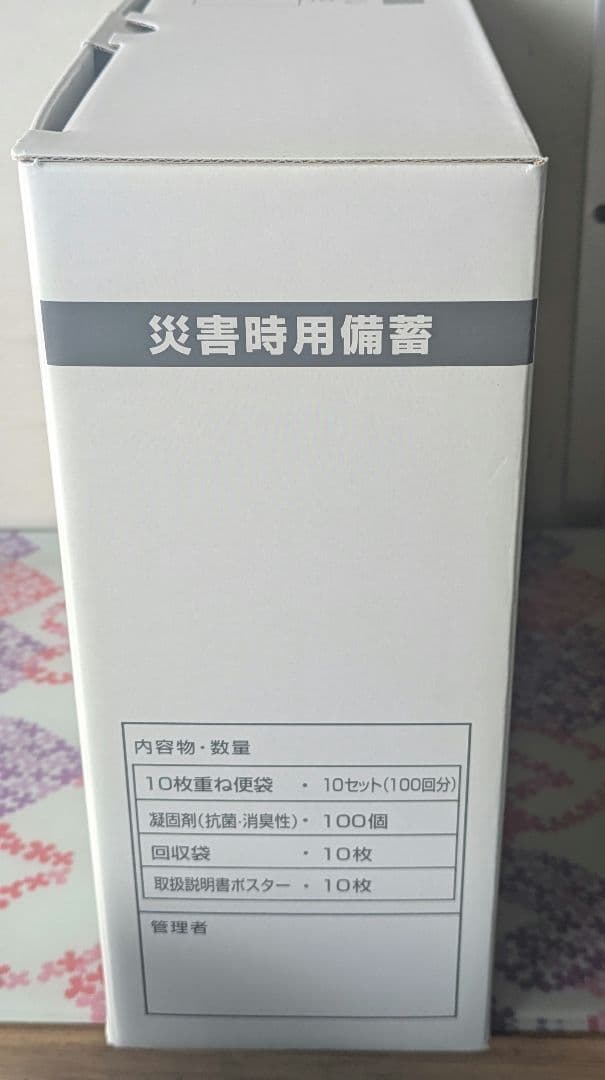 災害時用備蓄
内容物・数量
10枚重ね便袋 ・ 10セット(100回分)
凝固剤(抗菌・消臭性)・ 100個
回収袋 ・ 10枚
取扱説明書ポスター ・ 10枚
管理者